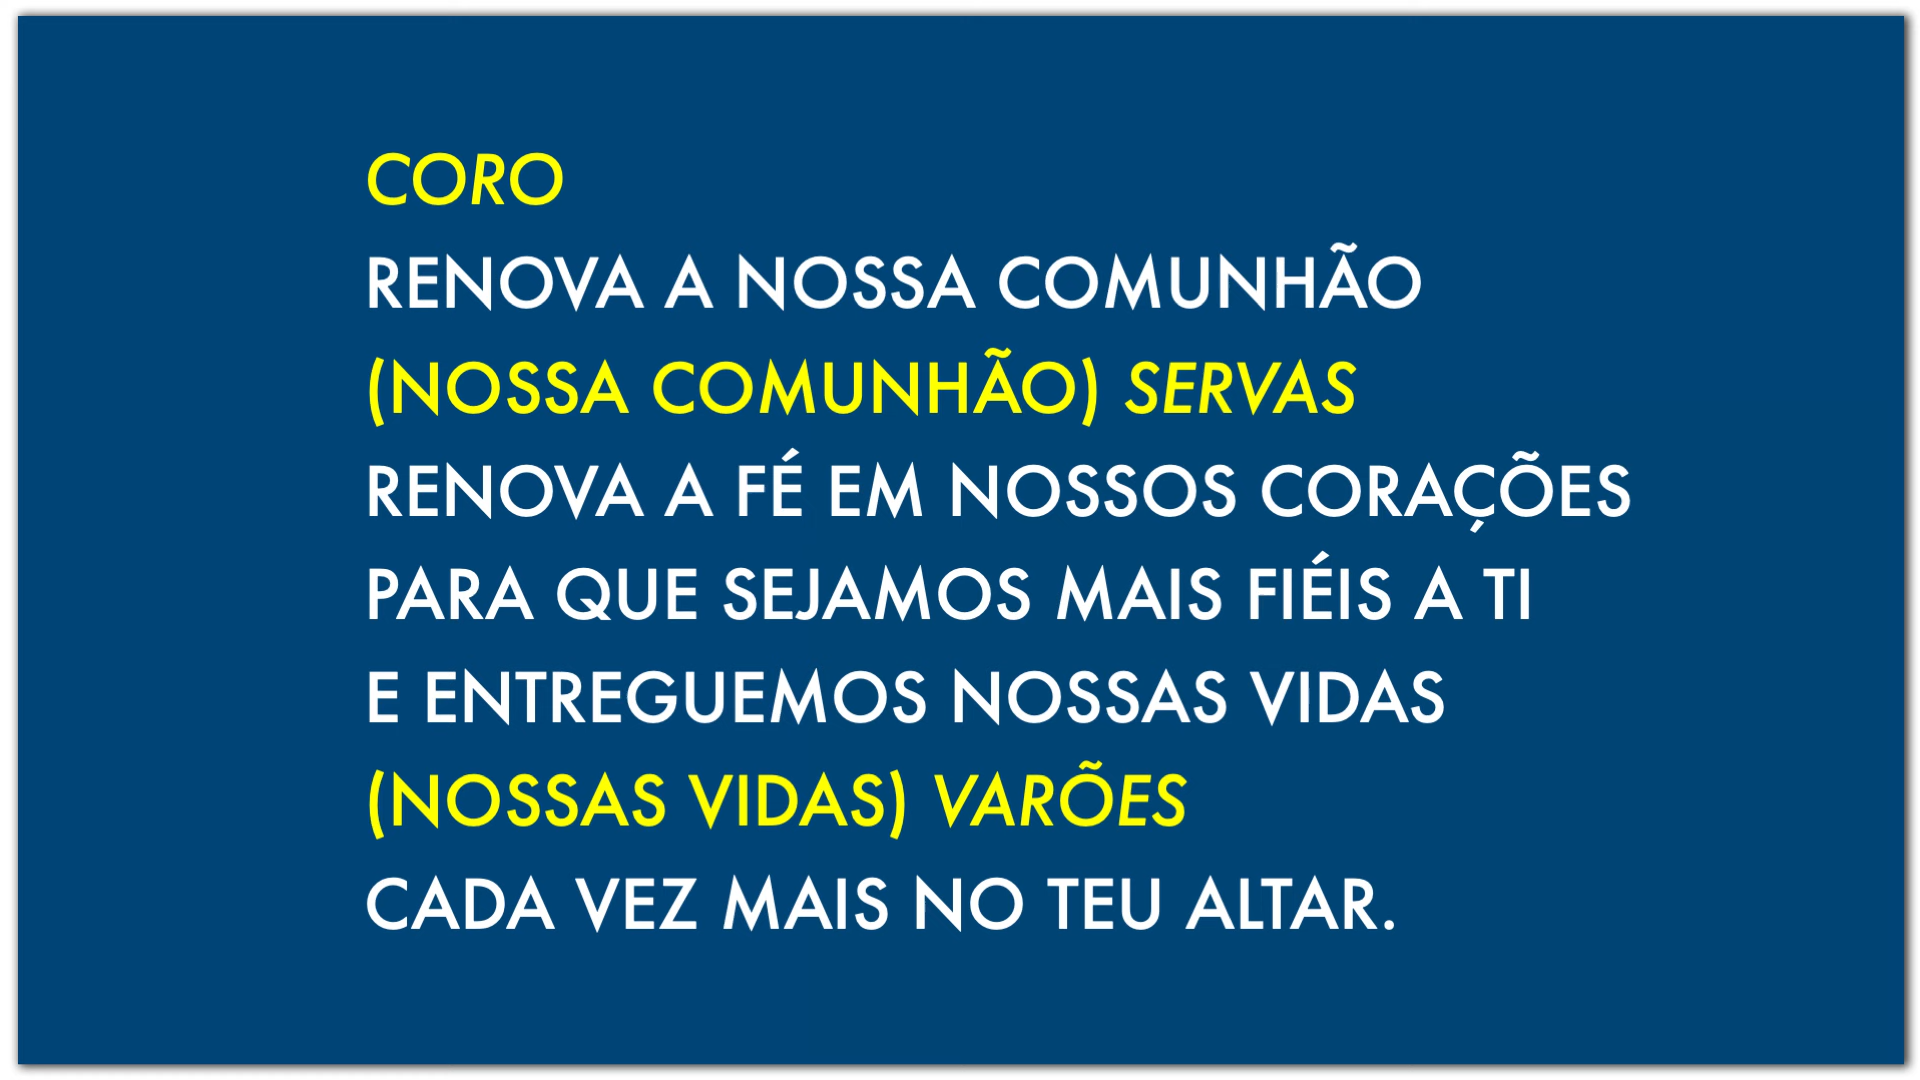 CORO
RENOVA A NOSSA COMUNHÃO
(NOSSA COMUNHÃO) SERVAS
RENOVA A FÉ EM NOSSOS CORAÇÕES
PARA QUE SEJAMOS MAIS FIÉIS A TI
E ENTREGUEMOS NOSSAS VIDAS
(NOSSAS VIDAS) VARÕES
CADA VEZ MAIS NO TEU ALTAR.